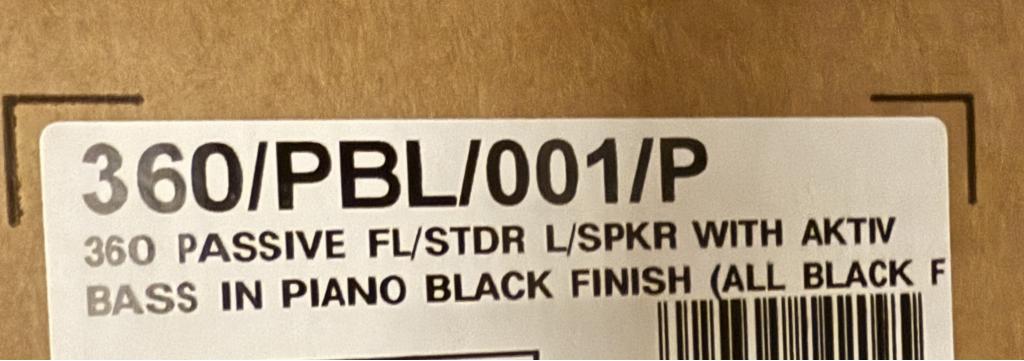 360/PBL/001/P
360 PASSIVE FL/STDR L/SPKR WITH AKTIV
BASS IN PIANO BLACK FINISH (ALL BLACK F